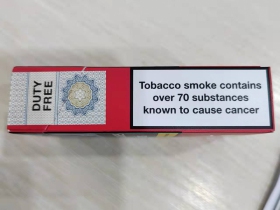 DUTY
FREE
Tobacco smoke contains
over 70 substances
known to cause cancer